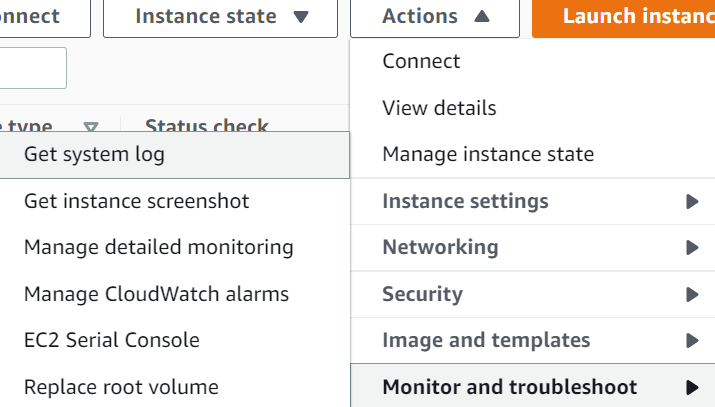 nnect Instance state Actions Launch instanc
Connect
View details
e type Status check
Get system log
Manage instance state
Get instance screenshot
Instance settings
Manage detailed monitoring
Networking
Manage CloudWatch alarms
Security
EC2 Serial Console
Image and templates
Replace root volume
Monitor and troubleshoot